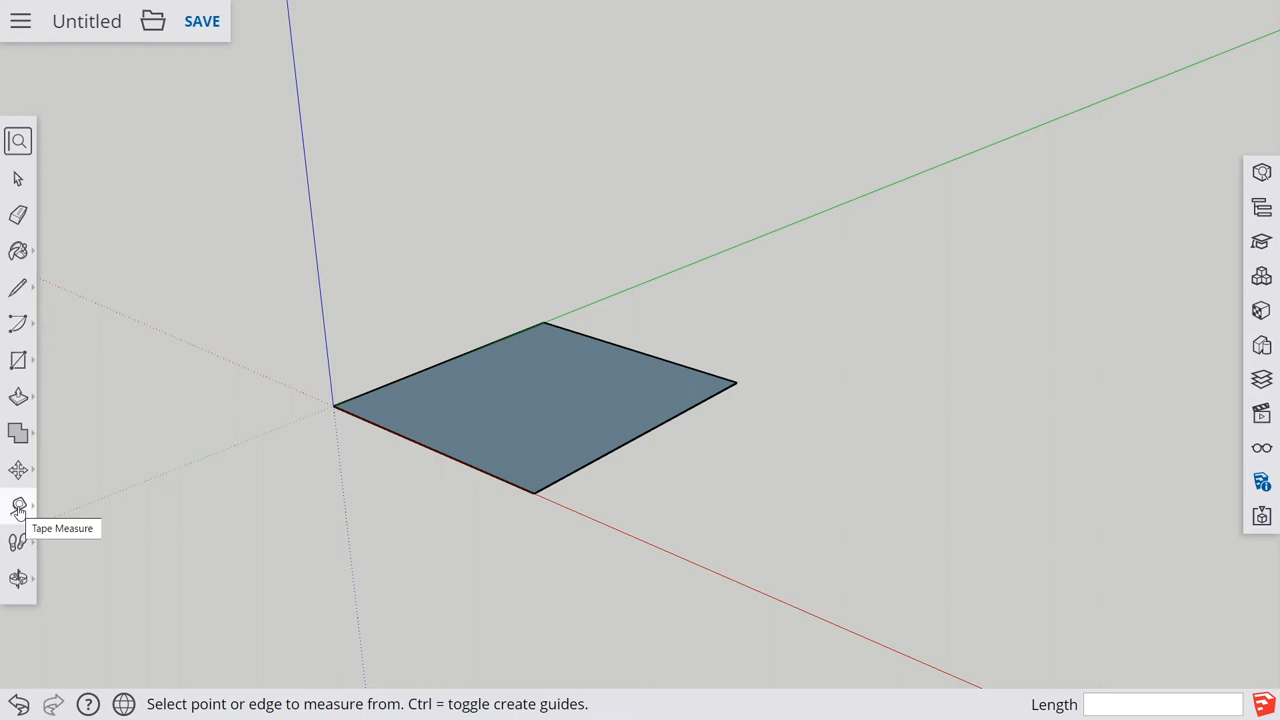 Untitled SAVE
Tape Measure
Select point or edge to measure from. Ctrl = toggle create guides. Length